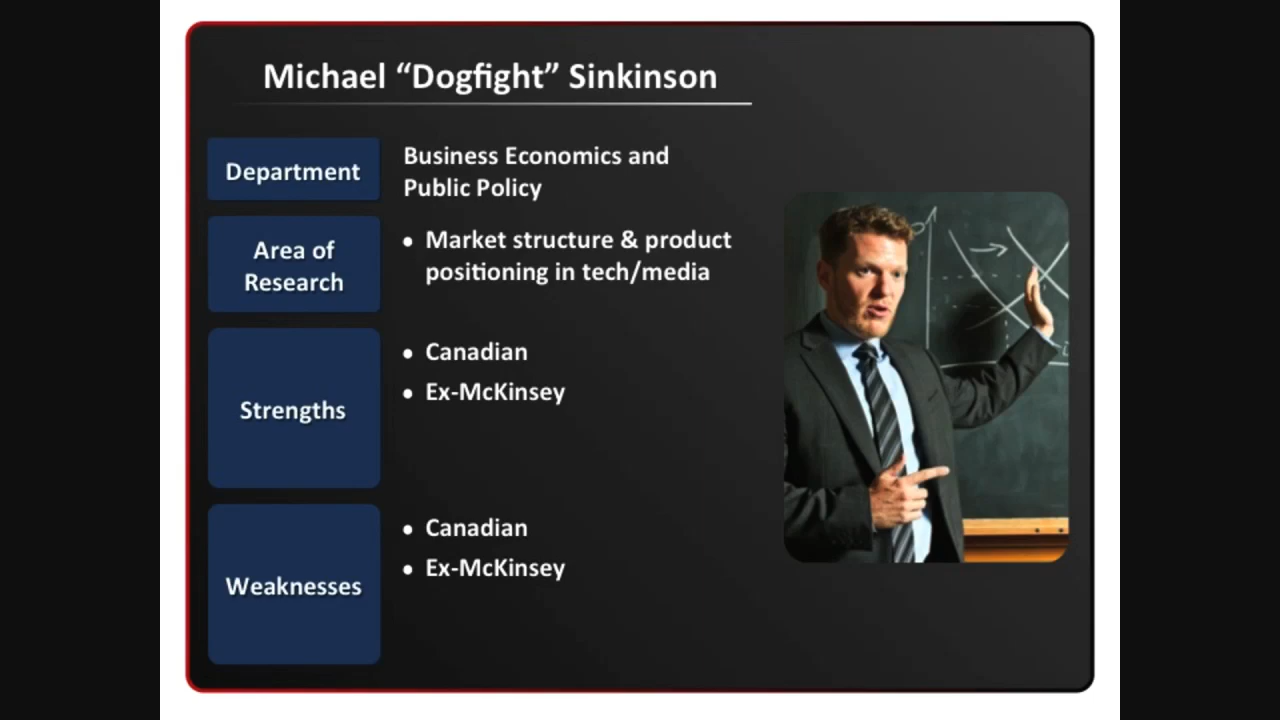 Michael “Dogfight” Sinkinson
Department
Business Economics and
Public Policy
Area of
Research
• Market structure & product
positioning in tech/media
Strengths
• Canadian
• Ex-McKinsey
Weaknesses
• Canadian
• Ex-McKinsey